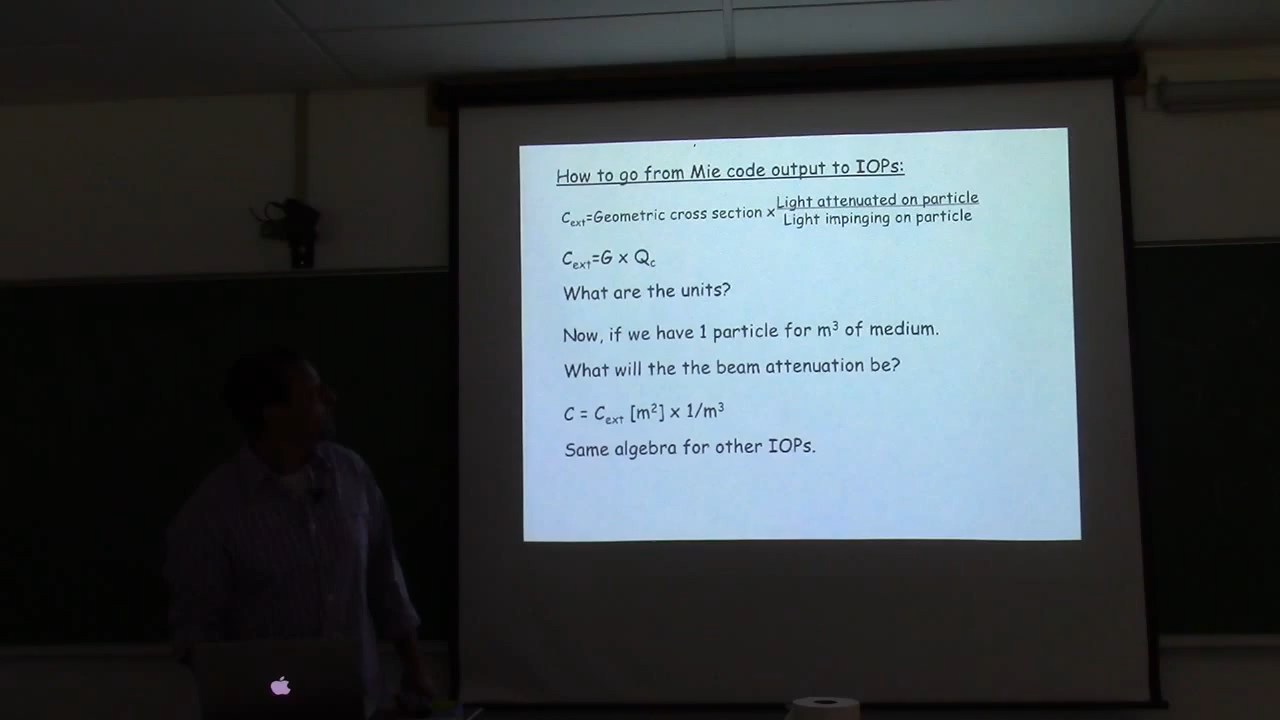 How to go from Mie code output to IOPs:
Cext=Geometric cross section x Light attenuated on particle
Light impinging on particle
Cext=G x Qc
What are the units?
Now, if we have 1 particle for m³ of medium.
What will the the beam attenuation be?
C = Cext [m²] x 1/m³
Same algebra for other IOPs.